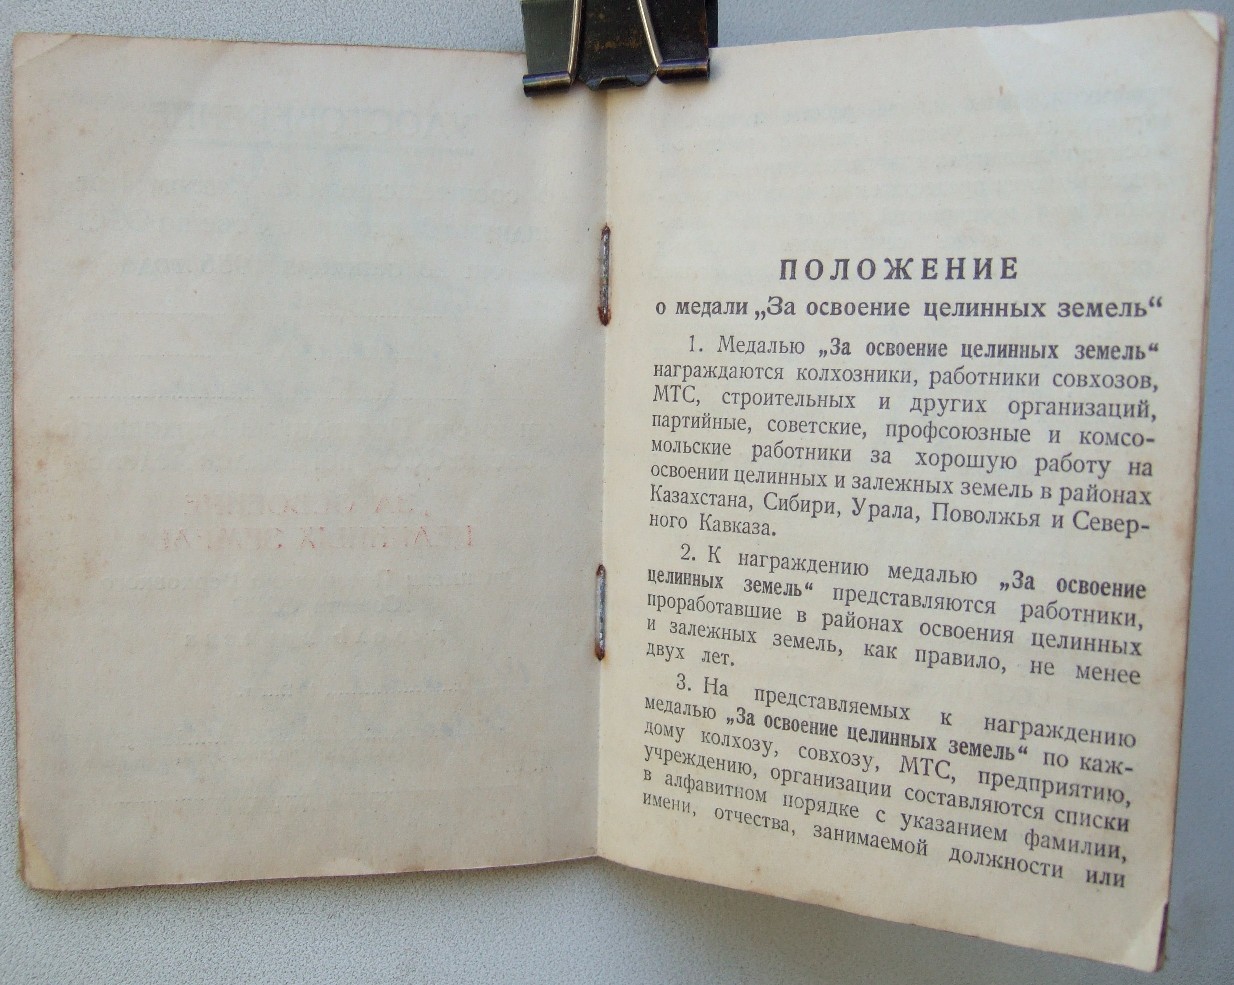 ПОЛОЖЕНИЕ
о медали „За освоение целинных земель“
1. Медалью „За освоение целинных земель“
награждаются колхозники, работники совхозов,
МТС, строительных и других организаций,
партийные, советские, профсоюзные и комсо-
мольские работники за хорошую работу на
освоении целинных и залежных земель в районах
Казахстана, Сибири, Урала, Поволжья и Север-
ного Кавказа.
2. К награждению медалью „За освоение
целинных земель“ представляются работники,
проработавшие в районах освоения целинных
и залежных земель, как правило, не менее
двух лет.
3. На представляемых к награждению
медалью „За освоение целинных земель“ по каж-
дому колхозу, совхозу, МТС, предприятию,
учреждению, организации составляются списки
в алфавитном порядке с указанием фамилии,
имени, отчества, занимаемой должности или